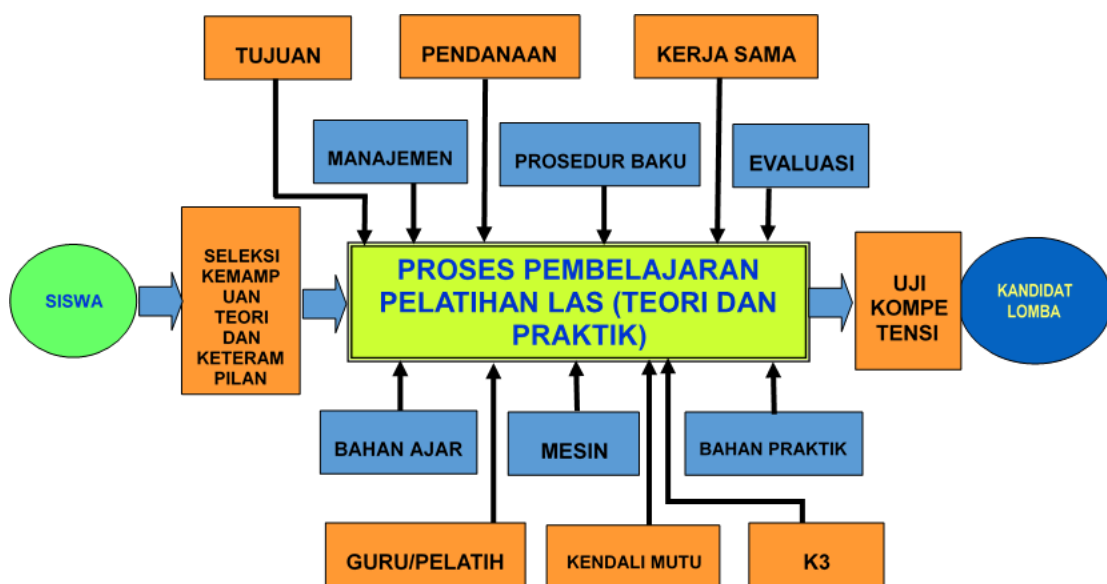 TUJUAN
PENDANAAN
KERJA SAMA
MANAJEMEN
PROSEDUR BAKU
EVALUASI
SISWA
SELEKSI
KEMAMP
UAN
TEORI
DAN
KETERAM
PILAN
PROSES PEMBELAJARAN
PELATIHAN LAS (TEORI DAN
PRAKTIK)
UJI
KOMPE
TENSI
KANDIDAT
LOMBA
BAHAN AJAR
MESIN
BAHAN PRAKTIK
GURU/PELATIH
KENDALI MUTU
K3